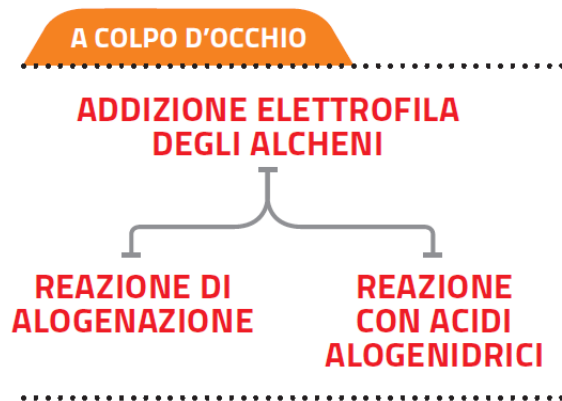 A COLPO D'OCCHIO
ADDIZIONE ELETTROFILA
DEGLI ALCHENI
REAZIONE DI
ALOGENAZIONE
REAZIONE
CON ACIDI
ALOGENIDRICI